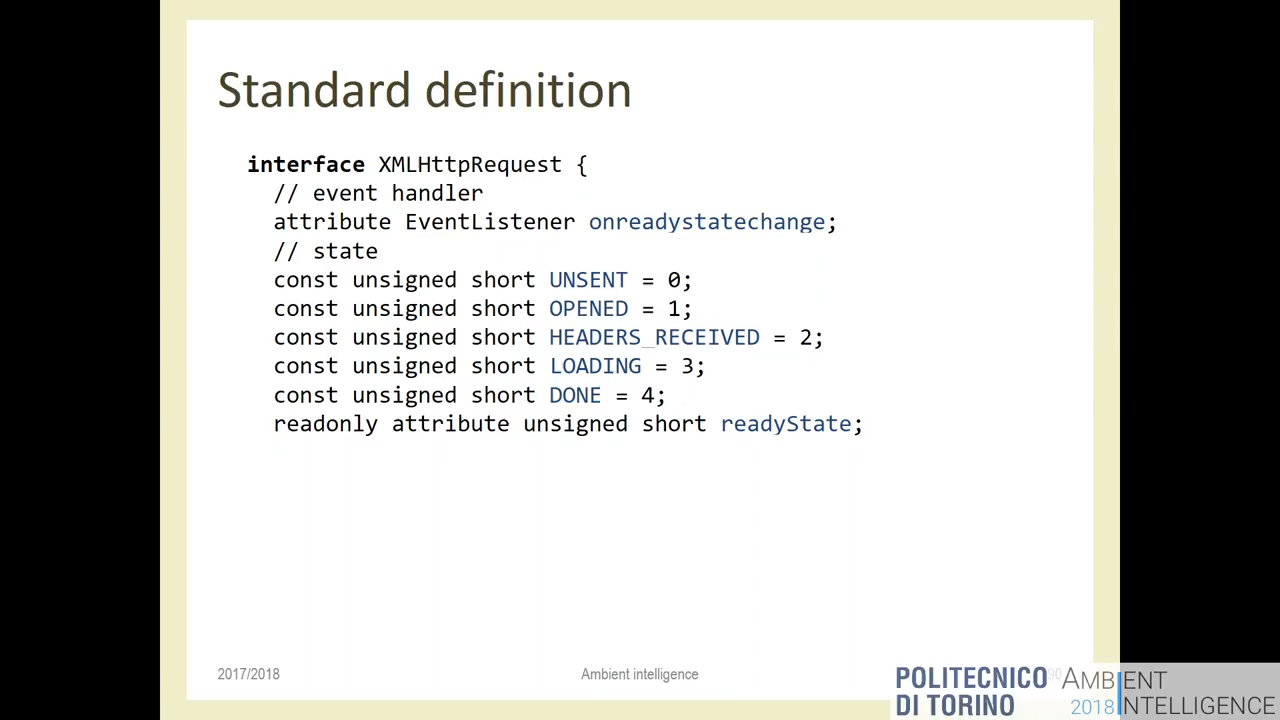 Standard definition
interface XMLHttpRequest {
// event handler
attribute EventListener onreadystatechange;
// state
const unsigned short UNSENT = 0;
const unsigned short OPENED = 1;
const unsigned short HEADERS_RECEIVED = 2;
const unsigned short LOADING = 3;
const unsigned short DONE = 4;
readonly attribute unsigned short readyState;
2017/2018
Ambient intelligence
POLITECNICO
DI TORINO
AMBIENT
2018 INTELLIGENCE